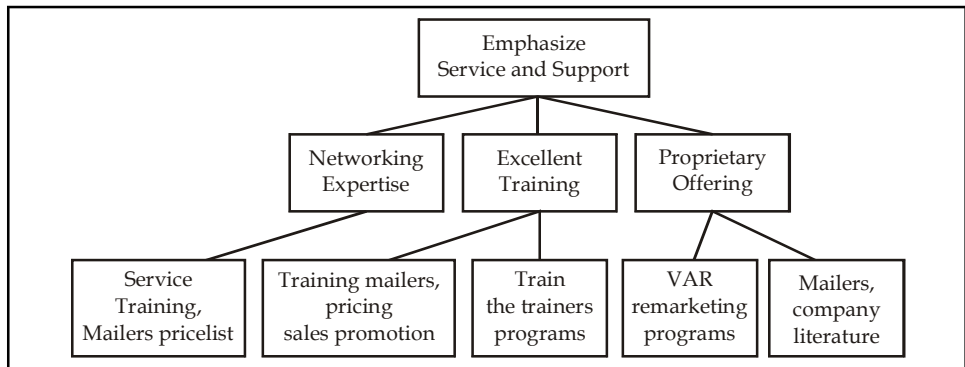 Emphasize
Service and Support
Networking
Expertise
Excellent
Training
Proprietary
Offering
Service
Training,
Mailers pricelist
Training mailers,
pricing
sales promotion
Train
the trainers
programs
VAR
remarketing
programs
Mailers,
company
literature